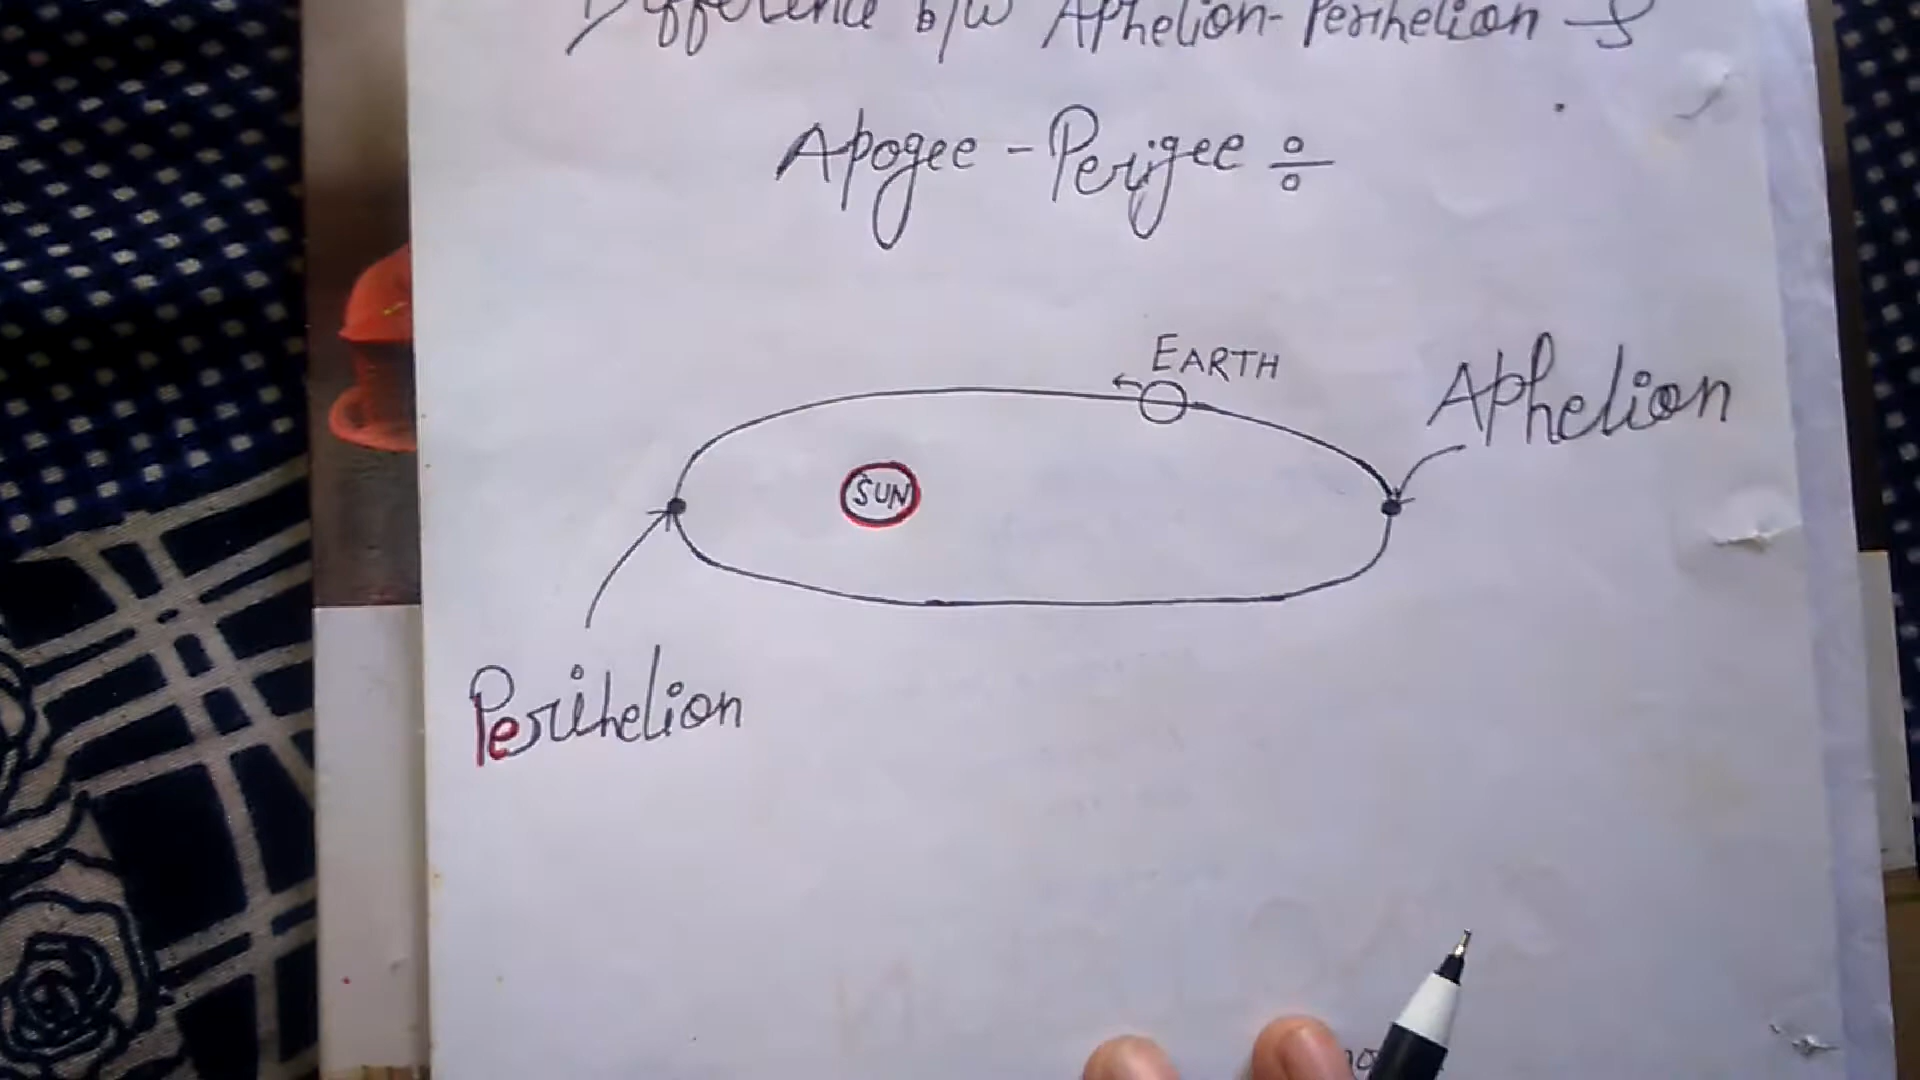 Difference b/w Aphelion-Perihelion &
Apogee - Perigee ÷
EARTH
Aphelion
SUN
Perihelion